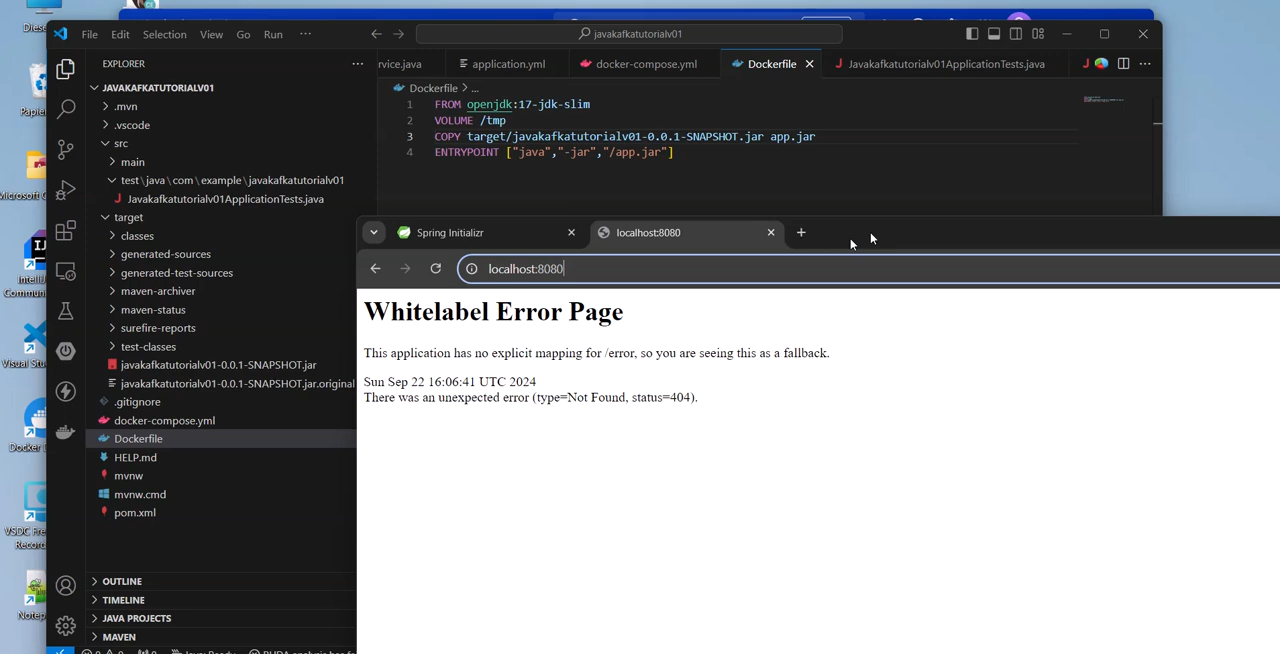 File Edit Selection View Go Run ···
javakafkatutorialv01
EXPLORER
rvice.java
application.yml
docker-compose.yml
Dockerfile
Javakafkatutorialv01ApplicationTests.java
Dockerfile > ...
1 FROM openjdk:17-jdk-slim
2 VOLUME /tmp
3 COPY target/javakafkatutorialv01-0.0.1-SNAPSHOT.jar app.jar
4 ENTRYPOINT ["java","-jar","/app.jar"]
JAVAKAFKATUTORIALV01
.mvn
.vscode
src
main
test\java\com\example\javakafkatutorialv01
Javakafkatutorialv01ApplicationTests.java
target
classes
generated-sources
generated-test-sources
maven-archiver
maven-status
surefire-reports
test-classes
javakafkatutorialv01-0.0.1-SNAPSHOT.jar
javakafkatutorialv01-0.0.1-SNAPSHOT.jar.original
.gitignore
docker-compose.yml
Dockerfile
HELP.md
mvnw
mvnw.cmd
pom.xml
OUTLINE
TIMELINE
JAVA PROJECTS
MAVEN
Spring Initializr
localhost:8080
localhost:8080
Whitelabel Error Page
This application has no explicit mapping for /error, so you are seeing this as a fallback.
Sun Sep 22 16:06:41 UTC 2024
There was an unexpected error (type=Not Found, status=404).
Diese
Papie
Microsoft
IntelliJ
Commun
Visual Stu
Docker
VSDC Fre
Recor
Notep